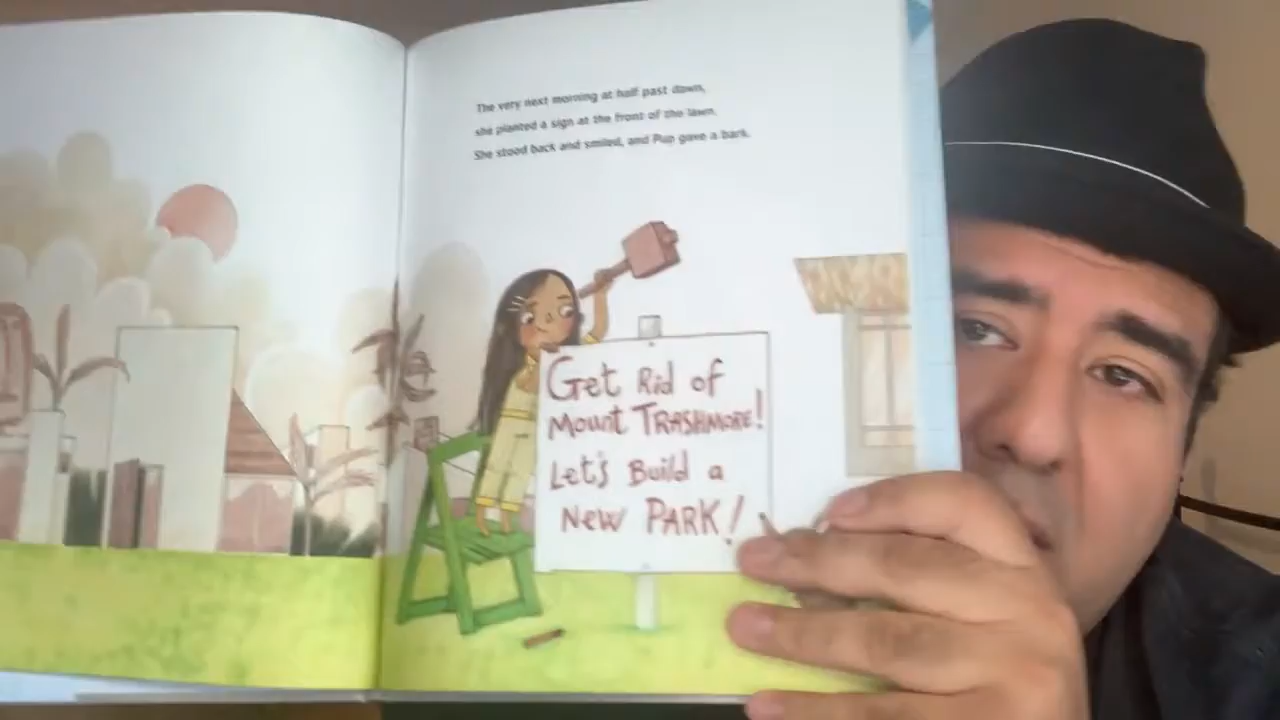 The very next morning at half past dawn,
she planted a sign at the front of the lawn.
She stood back and smiled, and Pup gave a bark.
Get Rid of
Mount TRASHMORE!
Let's Build a
New PARK!